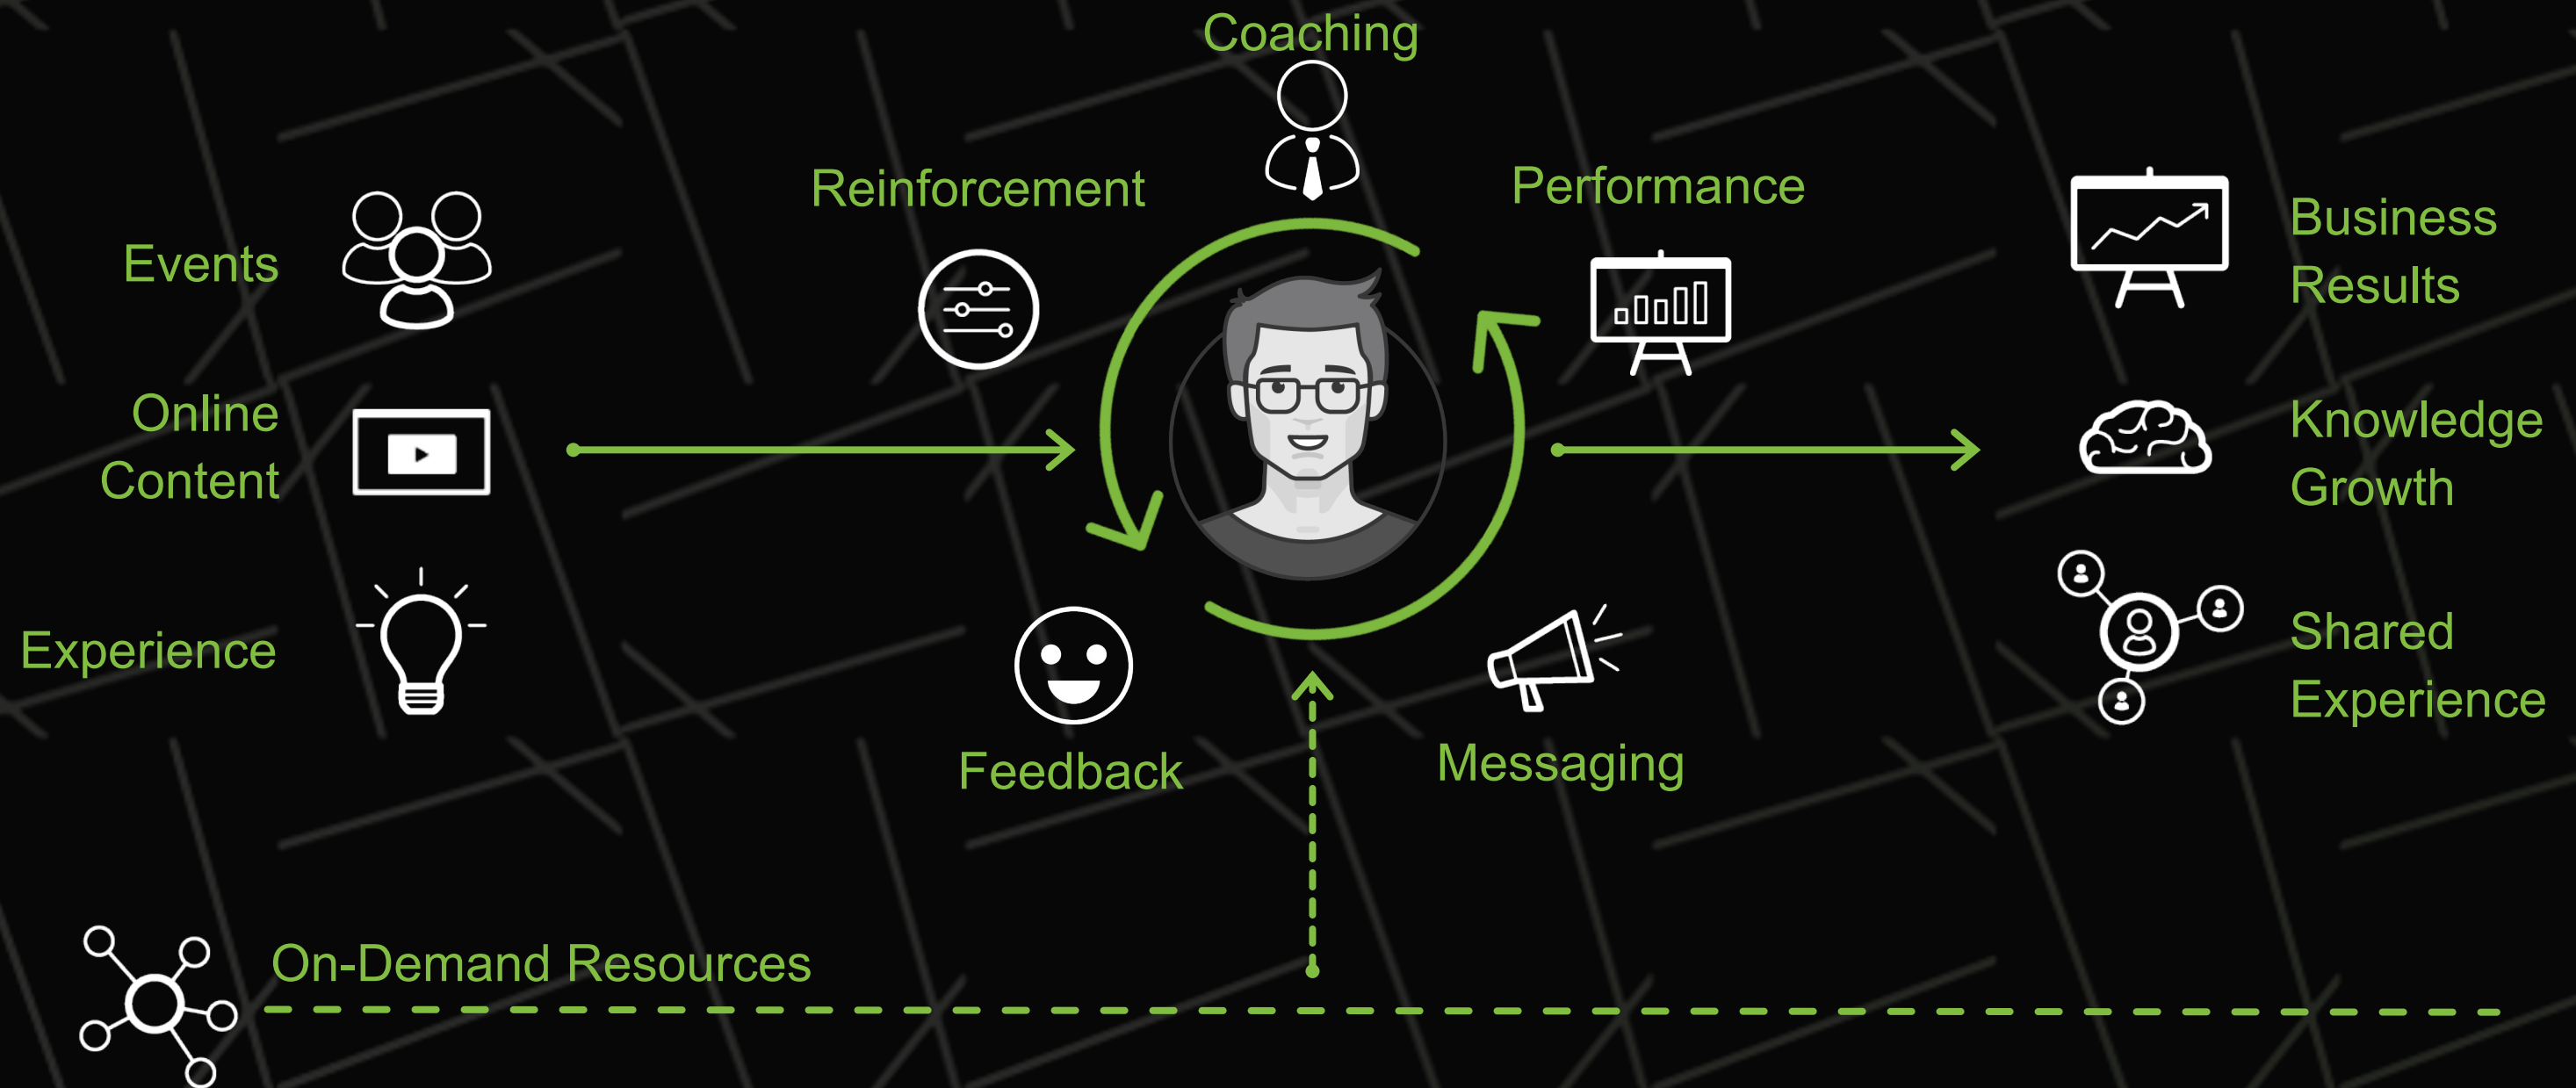 Coaching
Reinforcement
Performance
Events
Business
Results
Online
Content
Knowledge
Growth
Experience
Shared
Experience
Feedback
Messaging
On-Demand Resources